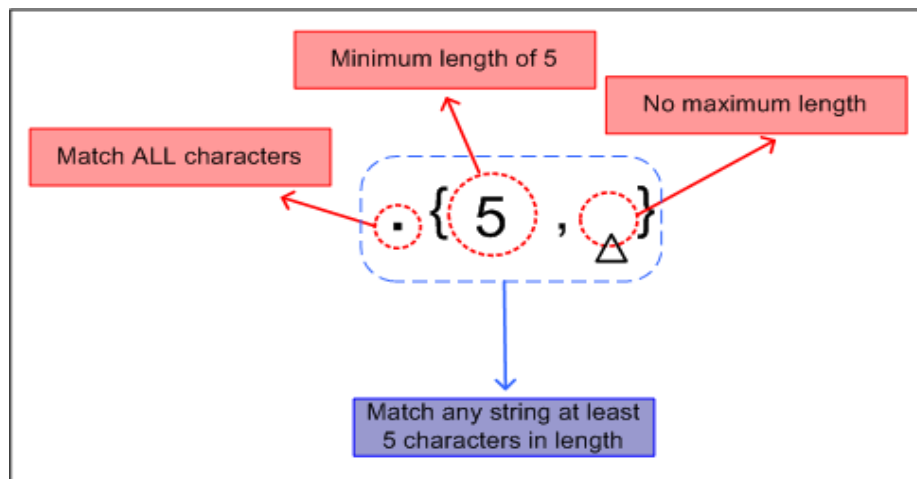 Minimum length of 5
No maximum length
Match ALL characters
.{5,}
Match any string at least
5 characters in length